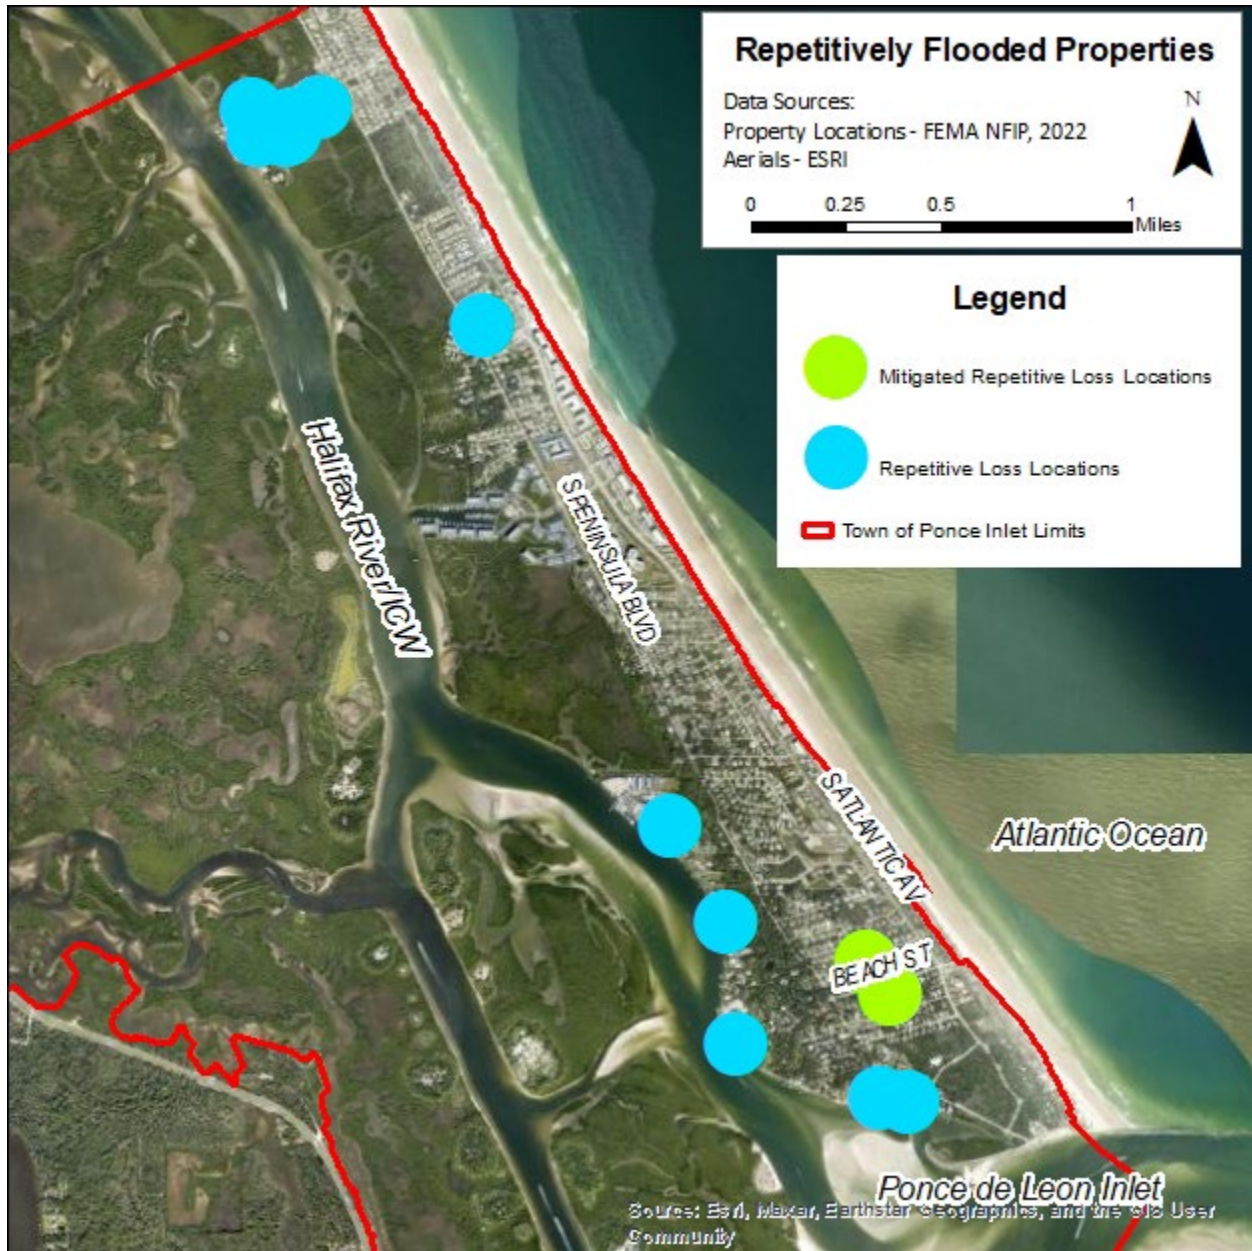 Repetitively Flooded Properties
Data Sources:
Property Locations - FEMA NFIP, 2022
Aerials - ESRI
N
0 0.25 0.5 1
Miles
Legend
Mitigated Repetitive Loss Locations
Repetitive Loss Locations
Town of Ponce Inlet Limits
Halifax River/ICW
S PENINSULA BLVD
S ATLANTIC AV
Atlantic Ocean
BEACH ST
Ponce de Leon Inlet
Source: Esri, Maxar, Earthstar Geographics, and the GIS User
Community